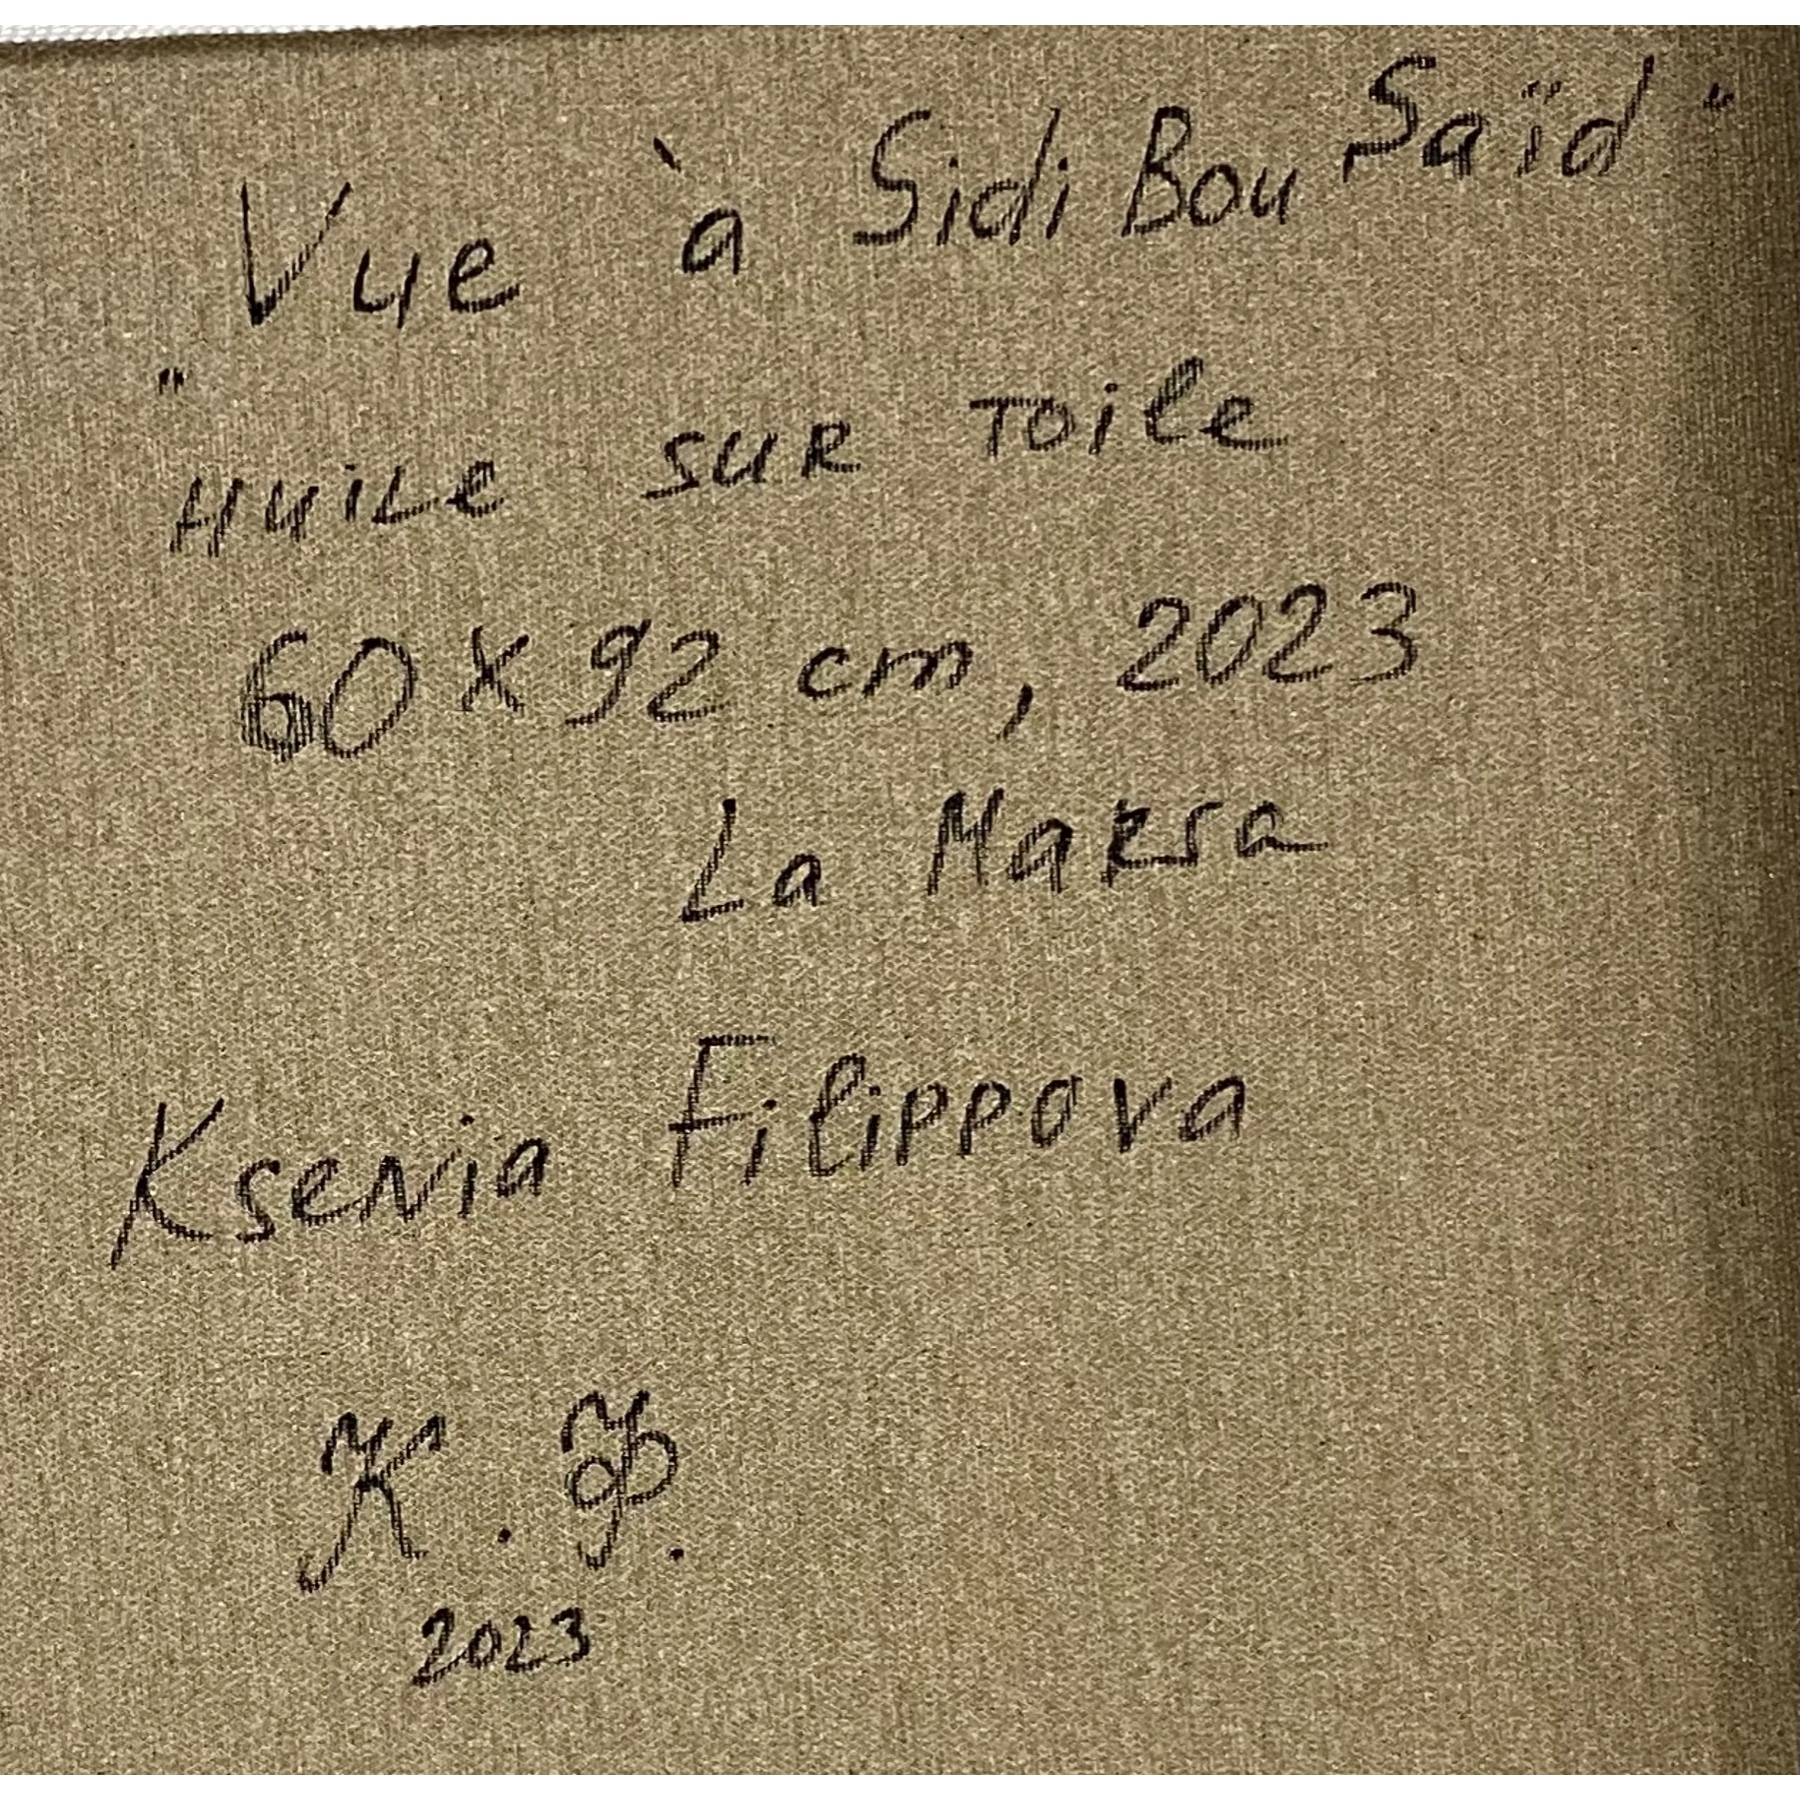 "Vue à Sidi Bou Saïd"
Huile sur Toile
60 x 92 cm, 2023
La Marsa
Ksenia Filippova
К. Ф.
2023